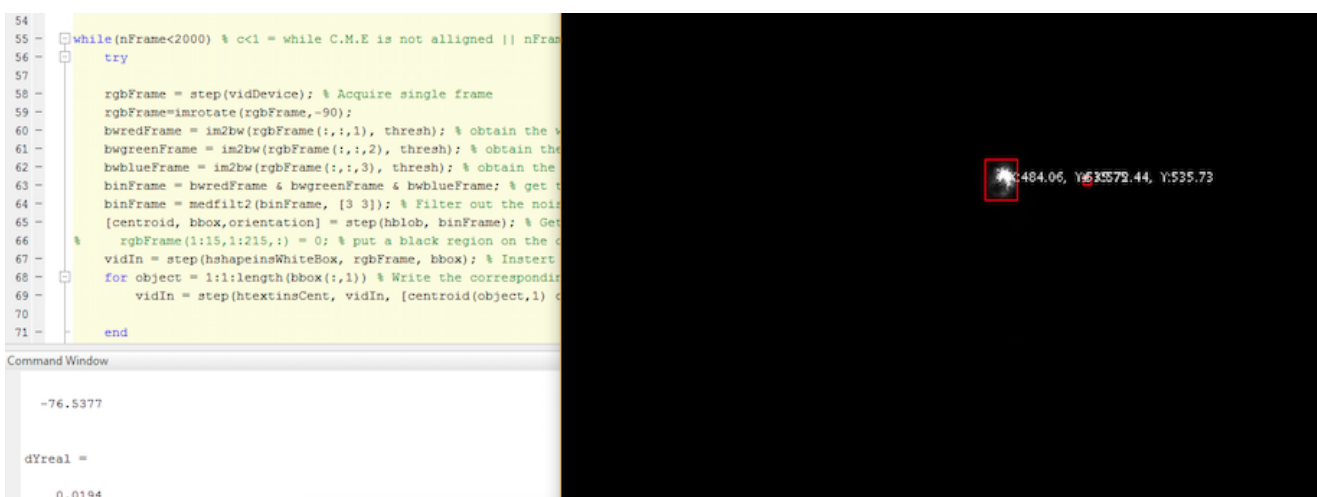 54
55 - while(nFrame<2000) % c<1 = while C.M.E is not alligned || nFram
56 - try
57
58 - rgbFrame = step(vidDevice); % Acquire single frame
59 - rgbFrame=imrotate(rgbFrame,-90);
60 - bwredFrame = im2bw(rgbFrame(:,:,1), thresh); % obtain the w
61 - bwgreenFrame = im2bw(rgbFrame(:,:,2), thresh); % obtain the
62 - bwblueFrame = im2bw(rgbFrame(:,:,3), thresh); % obtain the
63 - binFrame = bwredFrame & bwgreenFrame & bwblueFrame; % get t
64 - binFrame = medfilt2(binFrame, [3 3]); % Filter out the nois
65 - [centroid, bbox,orientation] = step(hblob, binFrame); % Get
66 % rgbFrame(1:15,1:215,:) = 0; % put a black region on the o
67 - vidIn = step(hshapeinsWhiteBox, rgbFrame, bbox); % Instert
68 - for object = 1:1:length(bbox(:,1)) % Write the correspondin
69 - vidIn = step(htextinsCent, vidIn, [centroid(object,1) c
70
71 - end
Command Window
-76.5377
dYreal =
0.0194
X:484.06, Y:535.73